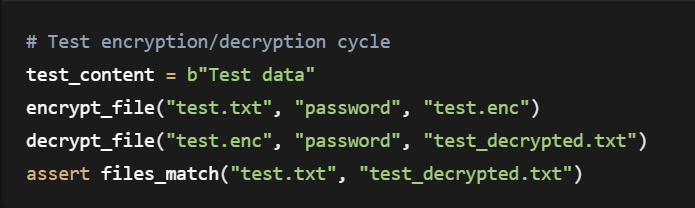 # Test encryption/decryption cycle
test_content = b"Test data"
encrypt_file("test.txt", "password", "test.enc")
decrypt_file("test.enc", "password", "test_decrypted.txt")
assert files_match("test.txt", "test_decrypted.txt")